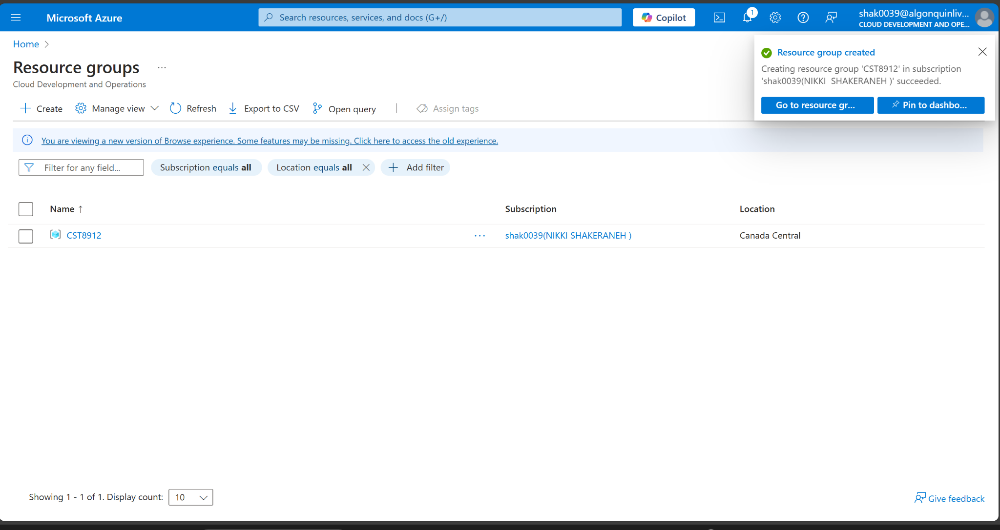 Microsoft Azure
Search resources, services, and docs (G+/)
Copilot
1
shak0039@algonquinliv...
CLOUD DEVELOPMENT AND OPE...
Home
Resource groups ...
Cloud Development and Operations
Resource group created
Creating resource group 'CST8912' in subscription
'shak0039(NIKKI SHAKERANEH )' succeeded.
Go to resource gr...
Pin to dashbo...
Create
Manage view
Refresh
Export to CSV
Open query
Assign tags
You are viewing a new version of Browse experience. Some features may be missing. Click here to access the old experience.
Filter for any field...
Subscription equals all
Location equals all
Add filter
Name ↑
Subscription
Location
CST8912
...
shak0039(NIKKI SHAKERANEH )
Canada Central
Showing 1 - 1 of 1. Display count:
10
Give feedback